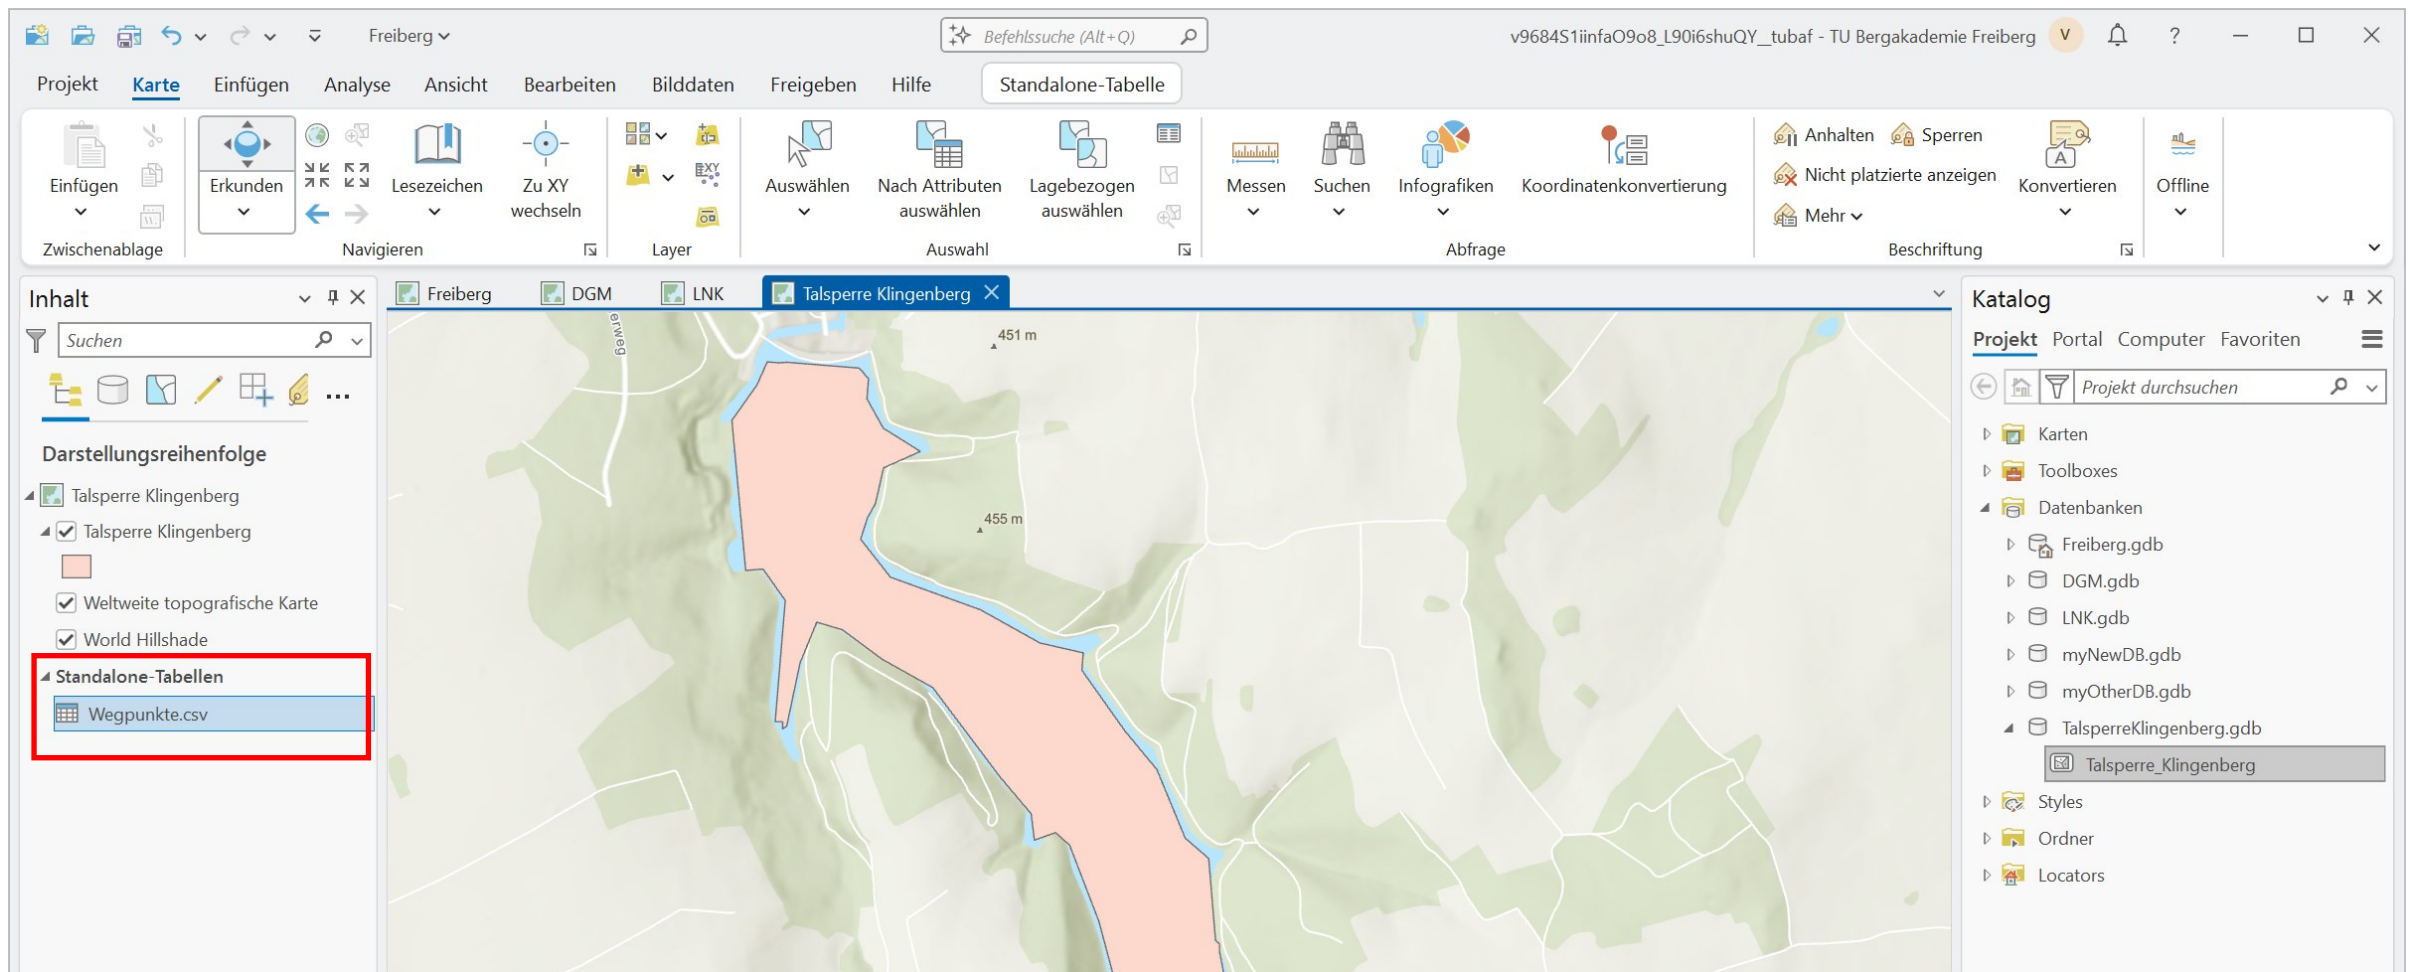 Freiberg
Befehlssuche (Alt+Q)
v9684S1iinfaO9o8_L90i6shuQY__tubaf - TU Bergakademie Freiberg
V
?
Projekt
Karte
Einfügen
Analyse
Ansicht
Bearbeiten
Bilddaten
Freigeben
Hilfe
Standalone-Tabelle
Einfügen
Zwischenablage
Erkunden
Lesezeichen
Zu XY
wechseln
Navigieren
Layer
Auswählen
Nach Attributen
auswählen
Lagebezogen
auswählen
Auswahl
Messen
Suchen
Infografiken
Koordinatenkonvertierung
Abfrage
Anhalten
Sperren
Nicht platzierte anzeigen
Mehr
Konvertieren
Beschriftung
Offline
Inhalt
Suchen
Darstellungsreihenfolge
Talsperre Klingenberg
Talsperre Klingenberg
Weltweite topografische Karte
World Hillshade
Standalone-Tabellen
Wegpunkte.csv
Freiberg
DGM
LNK
Talsperre Klingenberg
erweg
451 m
455 m
Katalog
Projekt
Portal
Computer
Favoriten
Projekt durchsuchen
Karten
Toolboxes
Datenbanken
Freiberg.gdb
DGM.gdb
LNK.gdb
myNewDB.gdb
myOtherDB.gdb
TalsperreKlingenberg.gdb
Talsperre_Klingenberg
Styles
Ordner
Locators